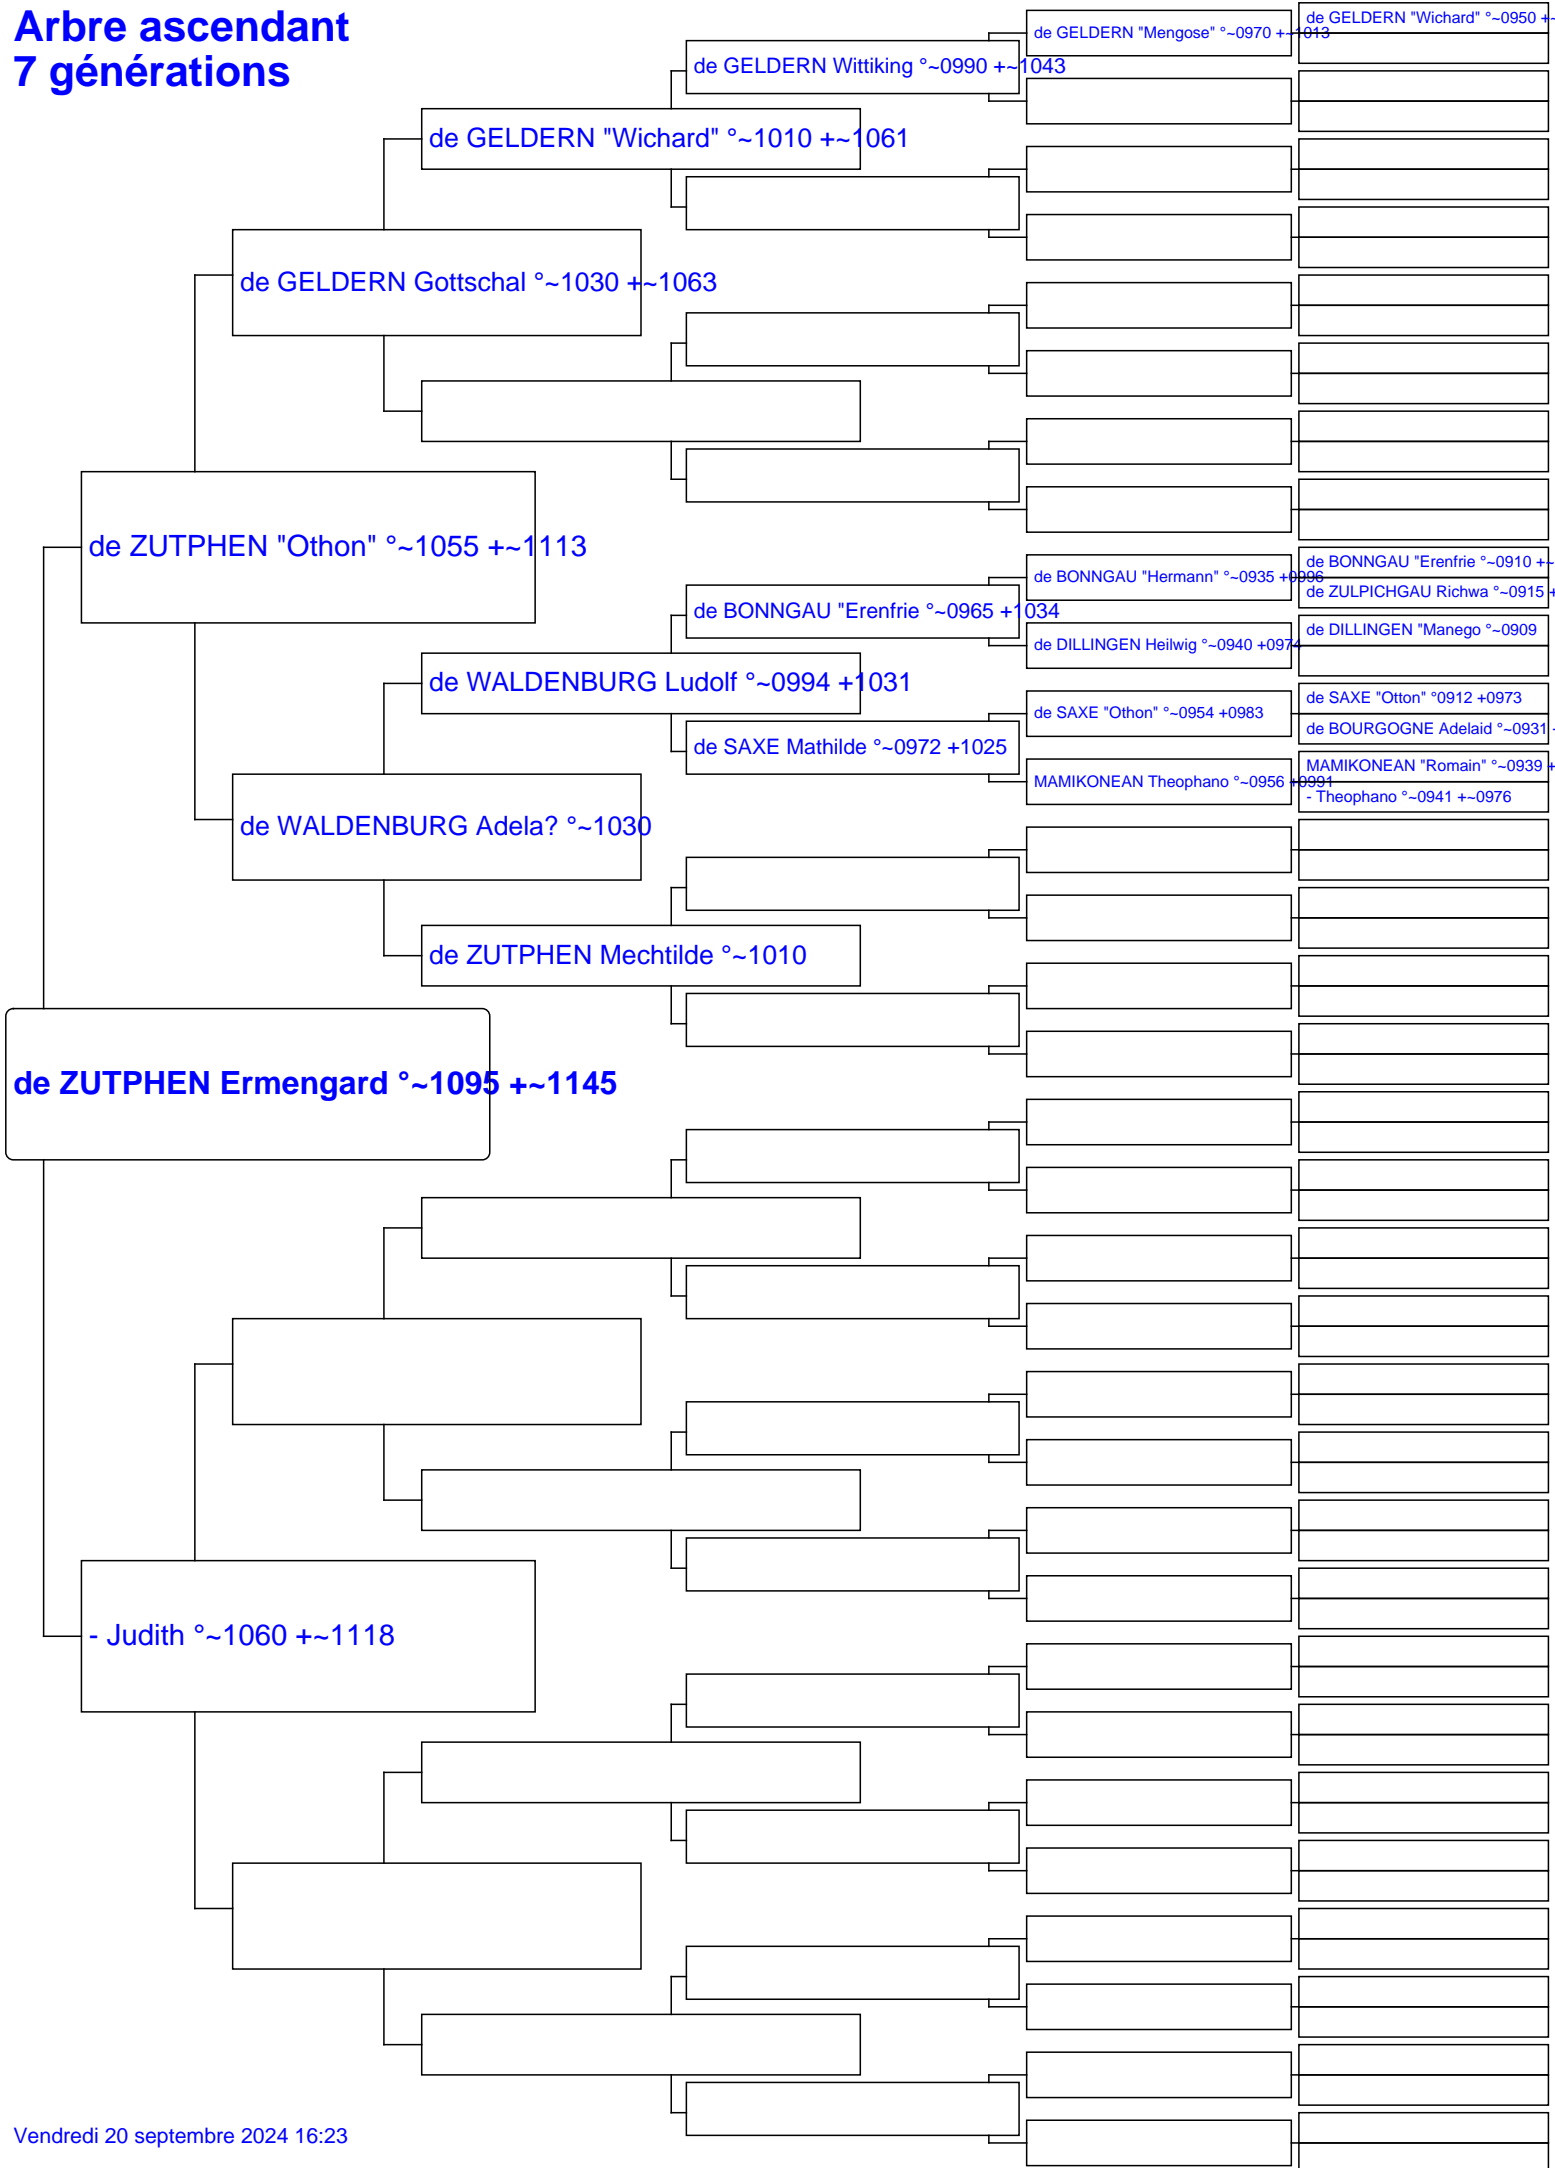 Arbre ascendant
7 générations
de GELDERN "Wichard" °~0950 +~
de GELDERN "Mengose" °~0970 +~1013
de GELDERN Wittiking °~0990 +~1043
de GELDERN "Wichard" °~1010 +~1061
de GELDERN Gottschal °~1030 +~1063
de ZUTPHEN "Othon" °~1055 +~1113
de BONNGAU "Erenfrie °~0910 +~
de BONNGAU "Hermann" °~0935 +0996
de ZULPICHGAU Richwa °~0915 +
de BONNGAU "Erenfrie °~0965 +1034
de DILLINGEN "Manego °~0909
de DILLINGEN Heilwig °~0940 +0974
de WALDENBURG Ludolf °~0994 +1031
de SAXE "Otton" °0912 +0973
de SAXE "Othon" °~0954 +0983
de BOURGOGNE Adelaid °~0931 +
de SAXE Mathilde °~0972 +1025
MAMIKONEAN "Romain" °~0939 +
MAMIKONEAN Theophano °~0956 +0991
- Theophano °~0941 +~0976
de WALDENBURG Adela? °~1030
de ZUTPHEN Mechtilde °~1010
de ZUTPHEN Ermengard °~1095 +~1145
- Judith °~1060 +~1118
Vendredi 20 septembre 2024 16:23